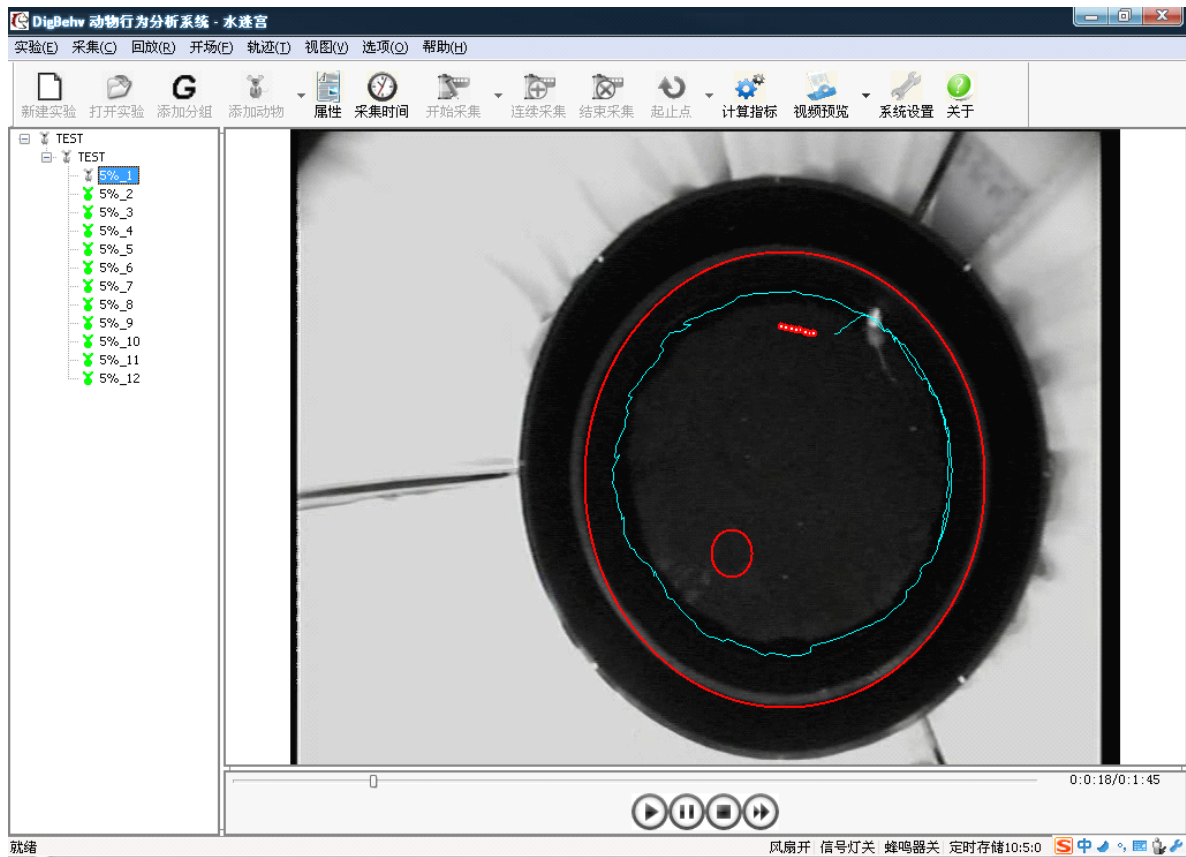 DigBehv 动物行为分析系统 - 水迷宫
实验(E) 采集(C) 回放(R) 开场(F) 轨迹(T) 视图(V) 选项(O) 帮助(H)
新建实验 打开实验 添加分组 添加动物 属性 采集时间 开始采集 连续采集 结束采集 起止点 计算指标 视频预览 系统设置 关于
TEST
TEST
5%_1
5%_2
5%_3
5%_4
5%_5
5%_6
5%_7
5%_8
5%_9
5%_10
5%_11
5%_12
0:0:18/0:1:45
就绪 风扇开 信号灯关 蜂鸣器关 定时存储10:5:0 中